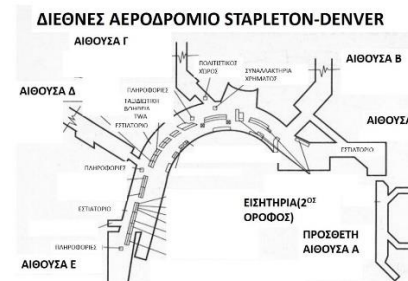 ΔΙΕΘΝΕΣ ΑΕΡΟΔΡΟΜΙΟ STAPLETON-DENVER
ΑΙΘΟΥΣΑ Γ
ΠΟΛΙΤΙΣΤΙΚΟΣ
ΧΩΡΟΣ
ΣΥΝΑΛΛΑΚΤΗΡΙΑ
ΧΡΗΜΑΤΟΣ
ΑΙΘΟΥΣΑ Β
ΑΙΘΟΥΣΑ Δ
ΠΛΗΡΟΦΟΡΙΕΣ
ΤΑΞΙΔΙΩΤΙΚΗ
ΒΟΗΘΕΙΑ
TWA
ΕΣΤΙΑΤΟΡΙΟ
ΑΙΘΟΥΣΑ
ΕΣΤΙΑΤΟΡΙΟ
ΠΛΗΡΟΦΟΡΙΕΣ
ΕΣΤΙΑΤΟΡΙΟ
ΕΙΣΗΤΗΡΙΑ(2ΟΣ
ΟΡΟΦΟΣ)
ΠΡΟΣΘΕΤΗ
ΑΙΘΟΥΣΑ Α
ΠΛΗΡΟΦΟΡΙΕΣ
ΑΙΘΟΥΣΑ Ε